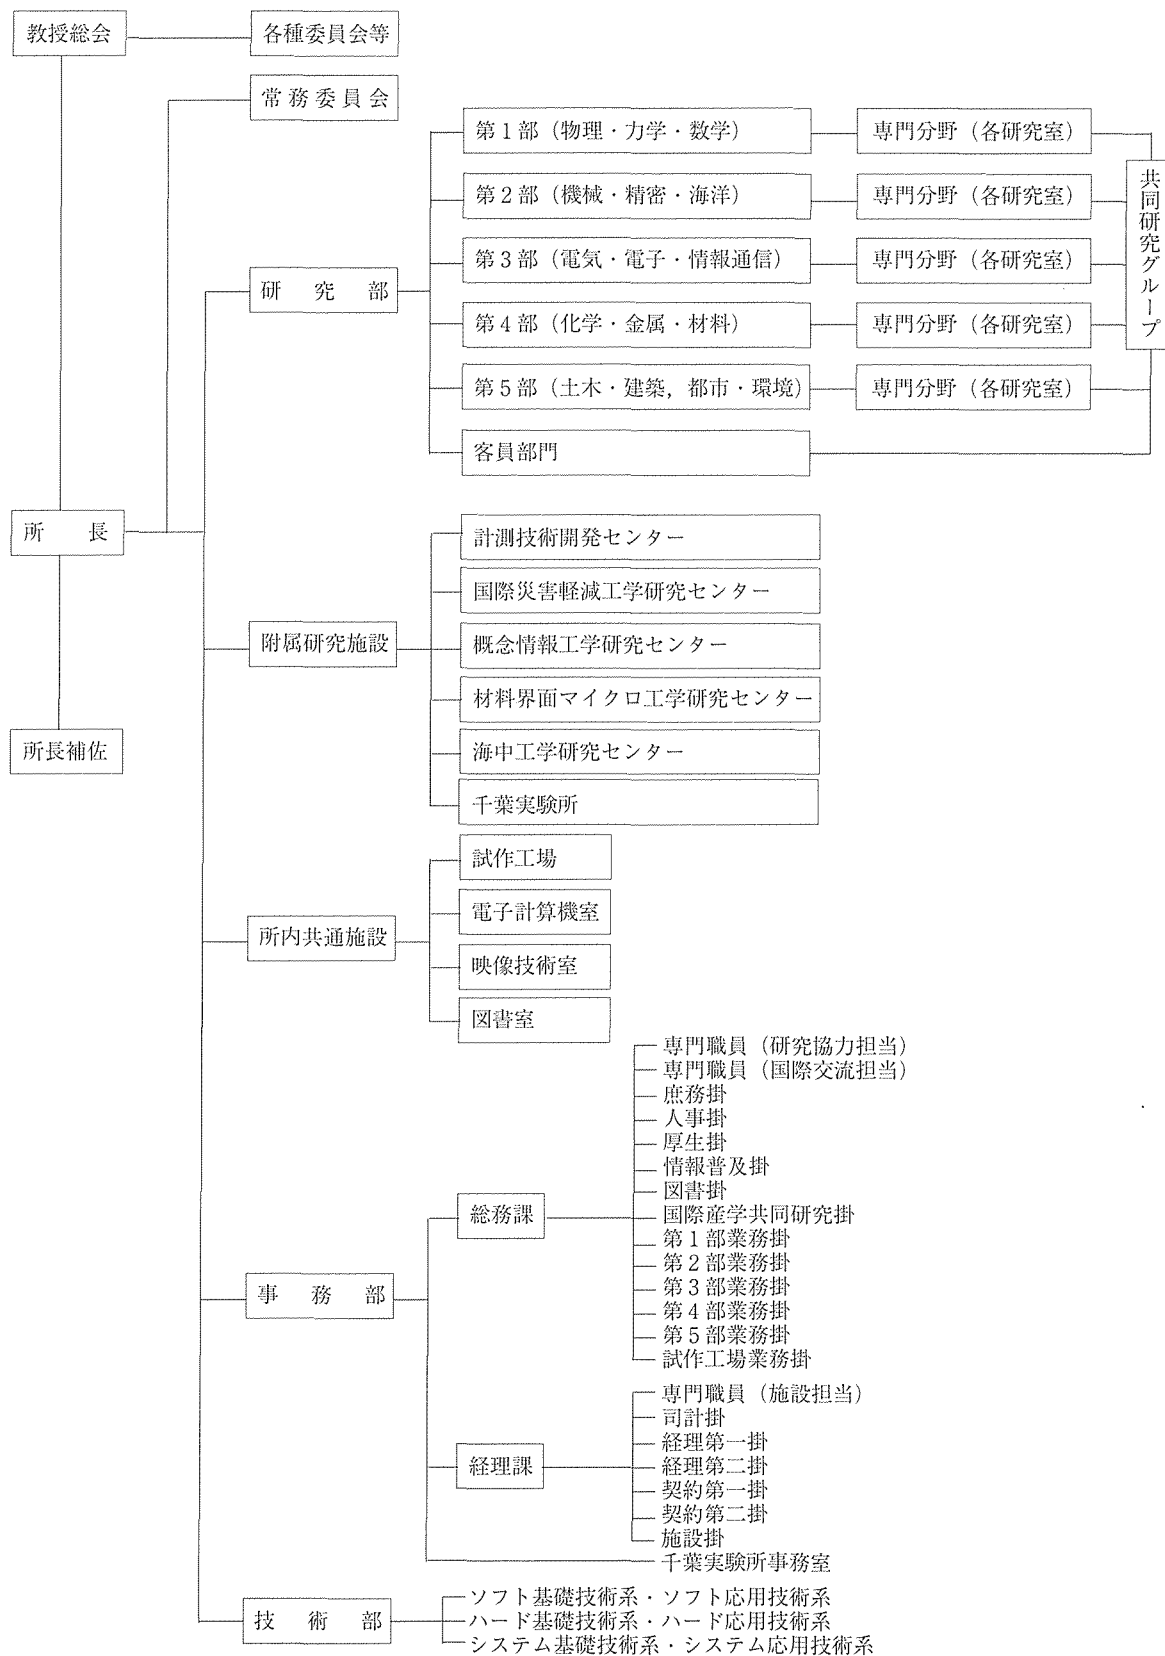 教授総会
各種委員会等
常務委員会
第1部（物理・力学・数学）
専門分野（各研究室）
第2部（機械・精密・海洋）
専門分野（各研究室）
第3部（電気・電子・情報通信）
専門分野（各研究室）
第4部（化学・金属・材料）
専門分野（各研究室）
第5部（土木・建築，都市・環境）
専門分野（各研究室）
客員部門
共同研究グループ
研究部
所長
所長補佐
附属研究施設
計測技術開発センター
国際災害軽減工学研究センター
概念情報工学研究センター
材料界面マイクロ工学研究センター
海中工学研究センター
千葉実験所
所内共通施設
試作工場
電子計算機室
映像技術室
図書室
事務部
総務課
専門職員（研究協力担当）
専門職員（国際交流担当）
庶務掛
人事掛
厚生掛
情報普及掛
図書掛
国際産学共同研究掛
第1部業務掛
第2部業務掛
第3部業務掛
第4部業務掛
第5部業務掛
試作工場業務掛
経理課
専門職員（施設担当）
司計掛
経理第一掛
経理第二掛
契約第一掛
契約第二掛
施設掛
千葉実験所事務室
技術部
ソフト基礎技術系・ソフト応用技術系
ハード基礎技術系・ハード応用技術系
システム基礎技術系・システム応用技術系